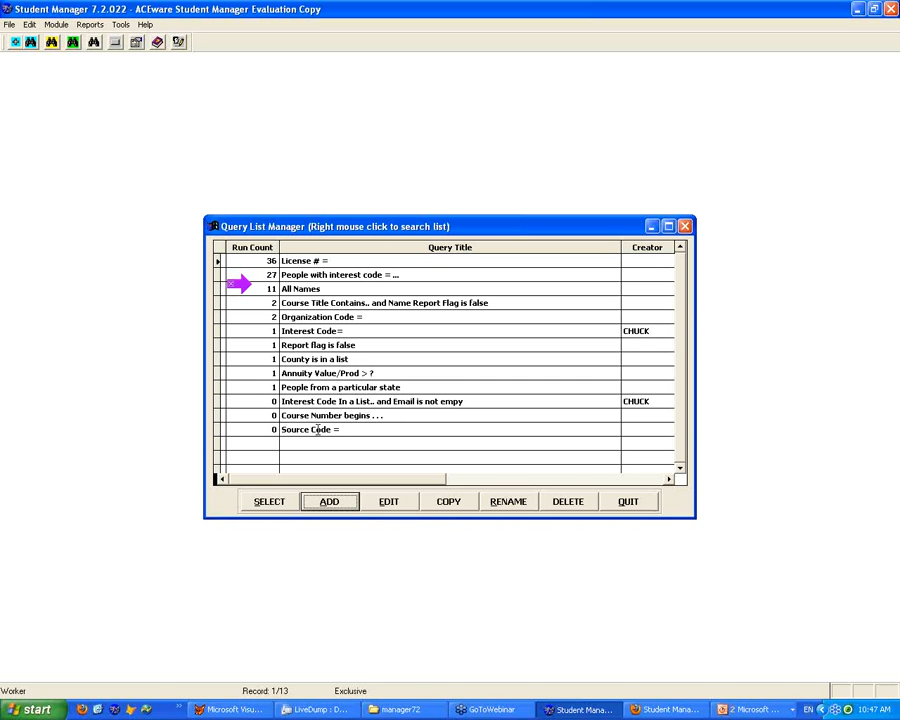 Student Manager 7.2.022 - ACEware Student Manager Evaluation Copy
File Edit Module Reports Tools Help
Query List Manager (Right mouse click to search list)
Run Count Query Title Creator
36 License # =
27 People with interest code = ...
11 All Names
2 Course Title Contains.. and Name Report Flag is false
2 Organization Code =
1 Interest Code= CHUCK
1 Report flag is false
1 County is in a list
1 Annuity Value/Prod > ?
1 People from a particular state
0 Interest Code In a List.. and Email is not empy CHUCK
0 Course Number begins . . .
0 Source Code =
SELECT ADD EDIT COPY RENAME DELETE QUIT
Worker Record: 1/13 Exclusive
start Microsoft Visu... LiveDump : D... manager72 GoToWebinar Student Mana... Student Mana... 2 Microsoft ... EN 10:47 AM